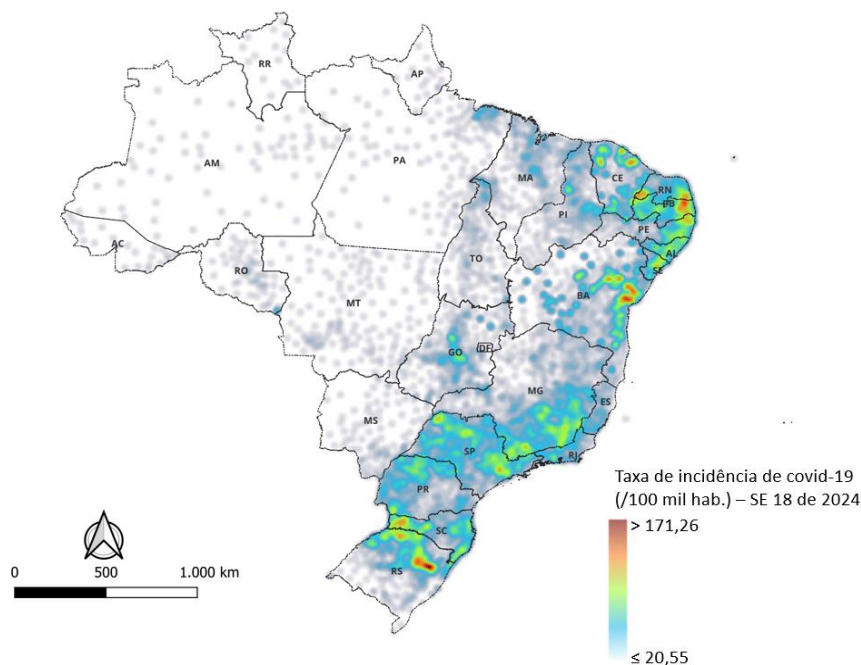 RR
AP
AM
PA
MA
CE
RN
PB
PI
PE
AC
AL
TO
SE
RO
BA
MT
GO
DF
MG
ES
MS
SP
RJ
PR
SC
RS
Taxa de incidência de covid-19
(/100 mil hab.) – SE 18 de 2024
> 171,26
≤ 20,55
0 500 1.000 km